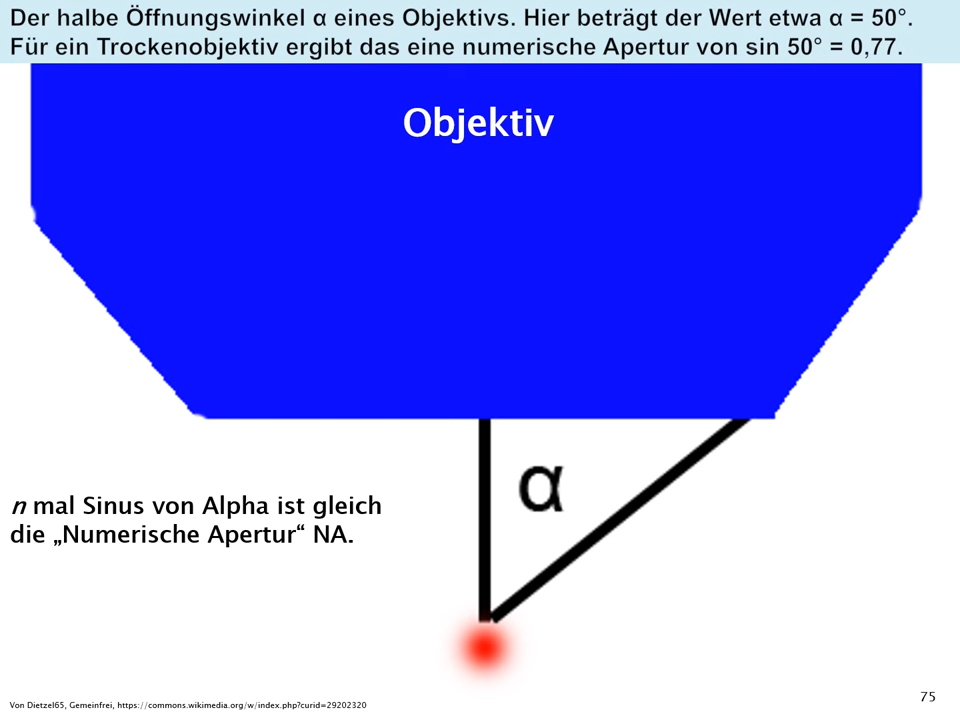 Der halbe Öffnungswinkel α eines Objektivs. Hier beträgt der Wert etwa α = 50°.
Für ein Trockenobjektiv ergibt das eine numerische Apertur von sin 50° = 0,77.
Objektiv
α
n mal Sinus von Alpha ist gleich
die „Numerische Apertur“ NA.
Von Dietzel65, Gemeinfrei, https://commons.wikimedia.org/w/index.php?curid=29202320
75